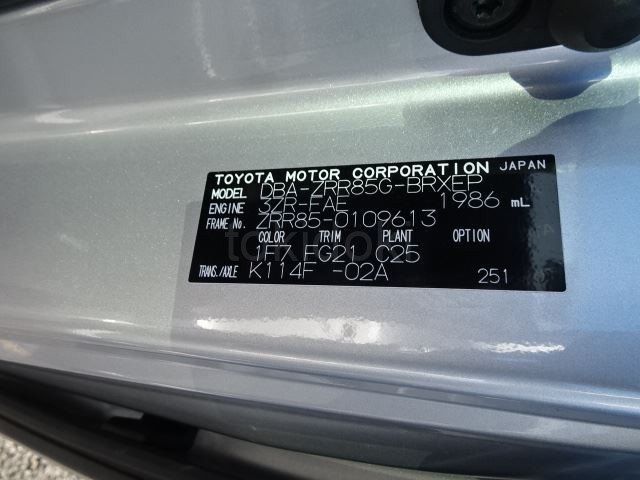 TOYOTA MOTOR CORPORATION JAPAN
MODEL DBA-ZRR85G-BRXEP
ENGINE 3ZR-FAE 1986 mL
FRAME No. ZRR85-0109613
COLOR TRIM PLANT OPTION
1F7 FG21 C25
TRANS./AXLE K114F -02A 251